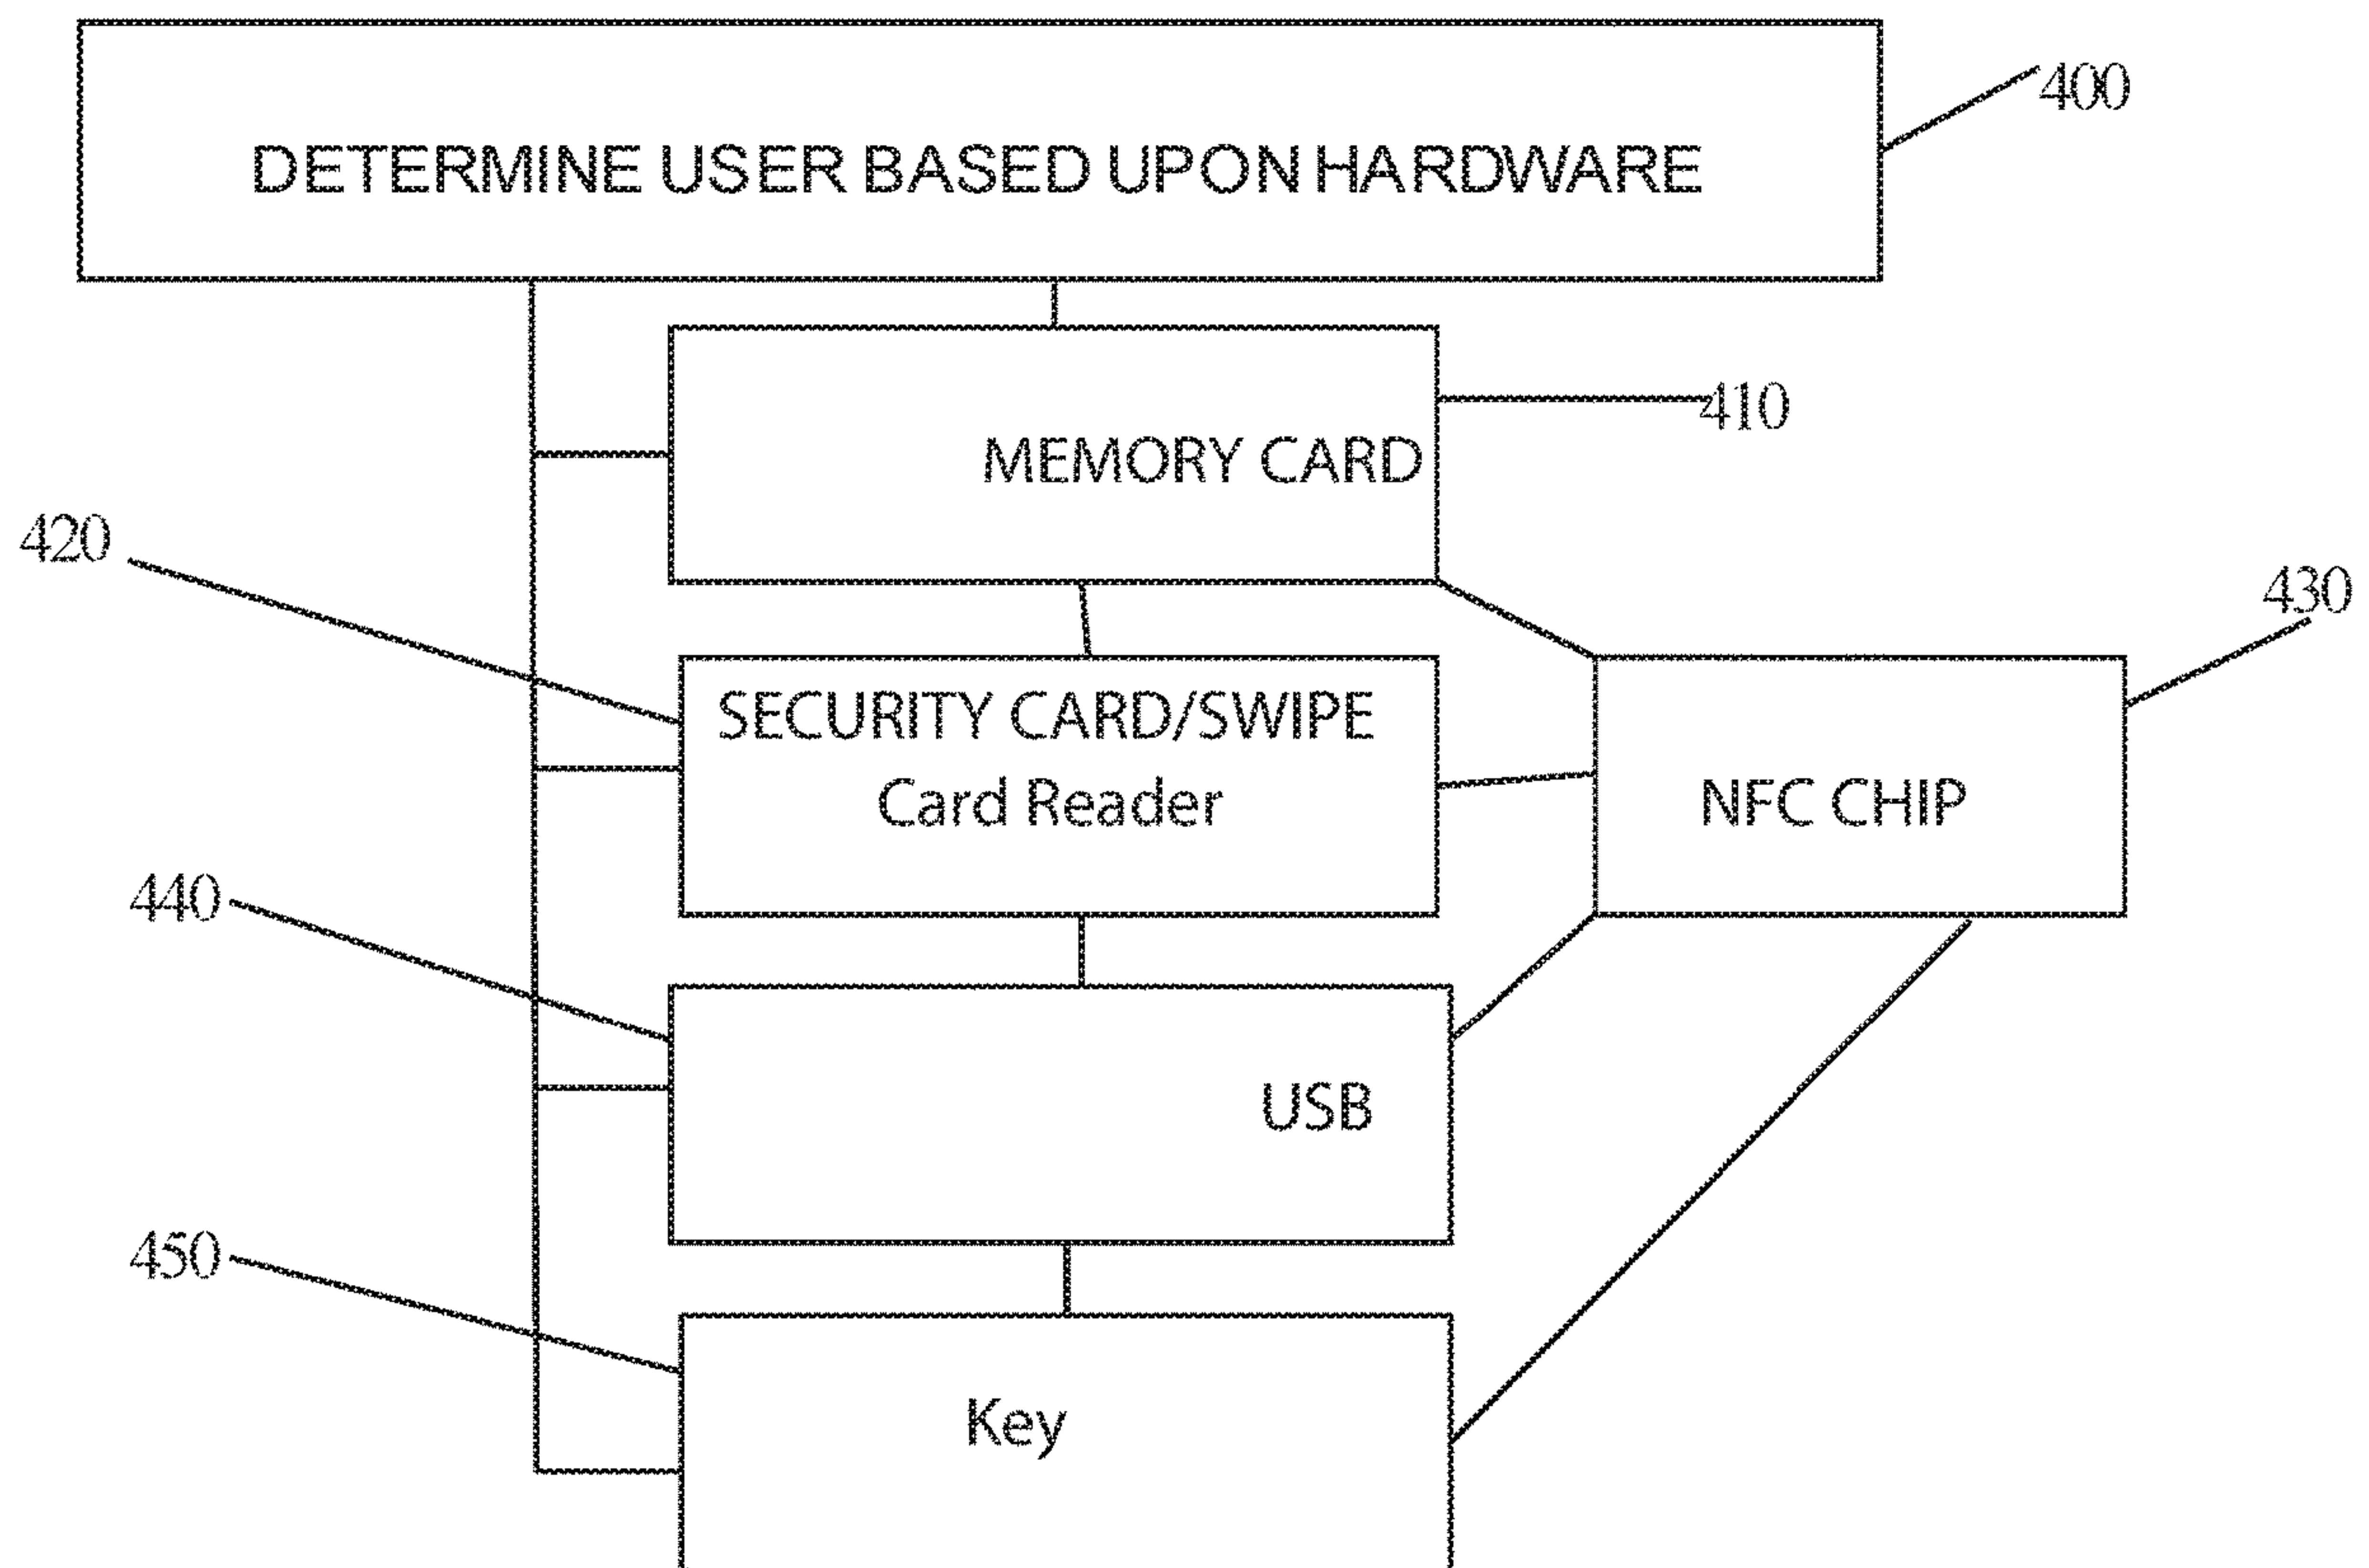 400
DETERMINE USER BASED UPON HARDWARE
410
MEMORY CARD
420
430
SECURITY CARD/SWIPE
Card Reader
NFC CHIP
440
USB
450
Key